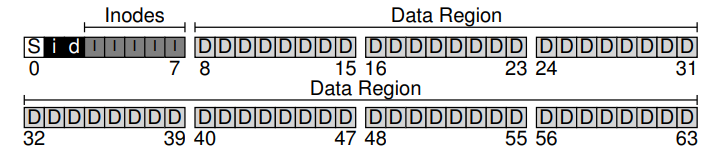 Inodes Data Region
S i d I I I I I D D D D D D D D D D D D D D D D D D D D D D D D
0 7 8 15 16 23 24 31
Data Region
D D D D D D D D D D D D D D D D D D D D D D D D D D D D D D D D
32 39 40 47 48 55 56 63